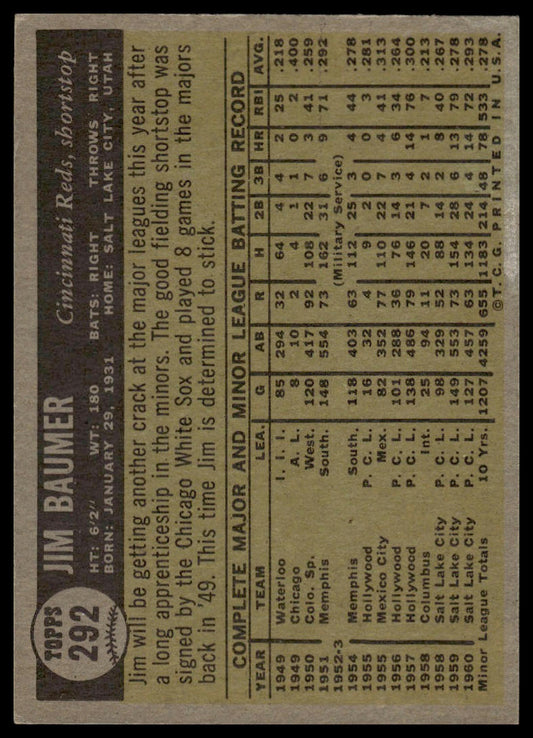 TOPPS
292
JIM BAUMER
Cincinnati Reds, shortstop
HT: 6'2" WT: 180 BATS: RIGHT THROWS RIGHT
BORN: JANUARY 29, 1931 HOME: SALT LAKE CITY, UTAH
Jim will be getting another crack at the major leagues this year after
a long apprenticeship in the minors. The good fielding shortstop was
signed by the Chicago White Sox and played 8 games in the majors
back in '49. This time Jim is determined to stick.
COMPLETE MAJOR AND MINOR LEAGUE BATTING RECORD
YEAR TEAM LEA. G AB R H 2B 3B HR RBI AVG.
1949 Waterloo I. I. I. 85 294 32 64 4 4 2 25 .218
1949 Chicago A. L. 8 10 2 4 1 1 0 2 .400
1950 Colo. Sp. West. 120 417 92 108 22 7 3 41 .259
1951 Memphis South. 148 554 73 162 31 6 9 71 .292
1952-3 (Military Service)
1954 Memphis South. 118 403 63 112 25 3 4 44 .278
1955 Hollywood P. C. L. 16 32 4 9 2 0 0 3 .281
1955 Mexico City Mex. 82 352 77 110 22 4 4 41 .313
1956 Hollywood P. C. L. 101 288 36 76 14 3 6 34 .264
1957 Hollywood P. C. L. 138 486 79 146 21 4 14 76 .300
1958 Columbus Int. 25 94 11 20 2 2 1 7 .213
1958 Salt Lake City P. C. L. 98 329 52 88 14 2 8 40 .267
1959 Salt Lake City P. C. L. 149 553 73 154 28 6 13 79 .278
1960 Salt Lake City P. C. L. 127 457 63 134 24 4 14 72 .293
Minor League Totals 10 Yrs. 1207 4259 655 1183 214 48 78 533 .278
© T. C. G. PRINTED IN U.S.A.